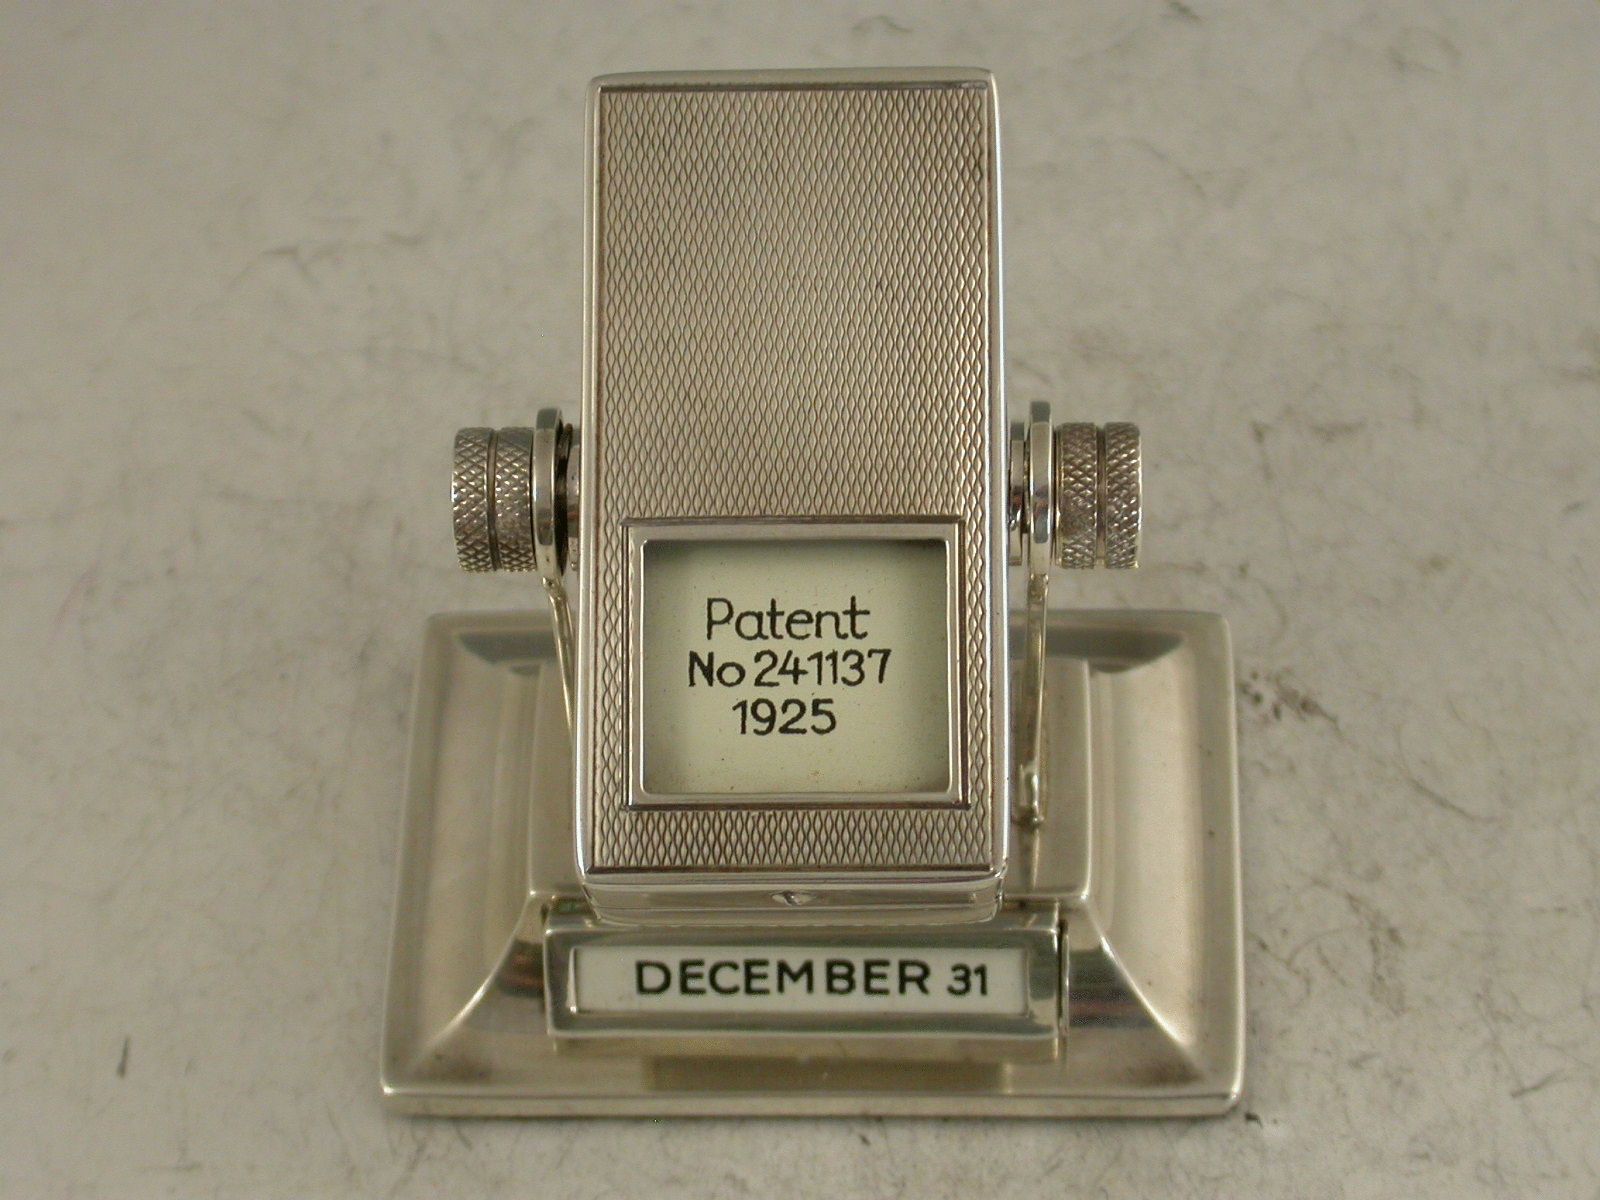 Patent
No 241137
1925
DECEMBER 31